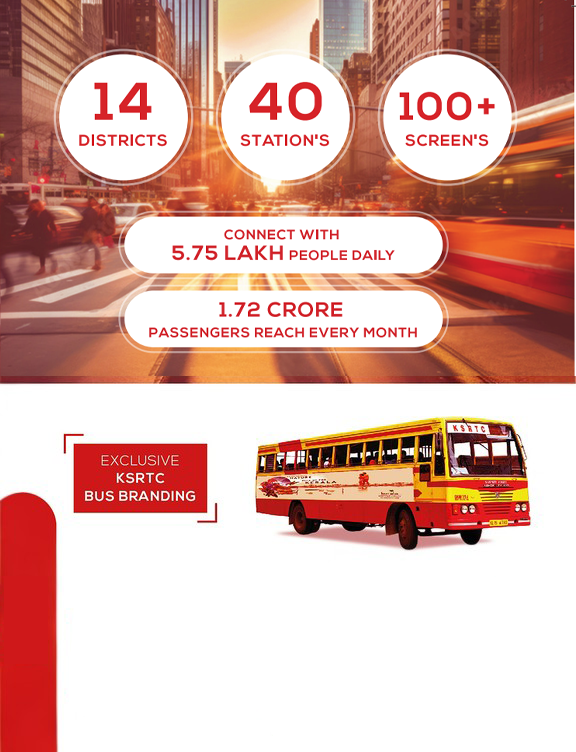 14
DISTRICTS
40
STATION'S
100+
SCREEN'S
CONNECT WITH
5.75 LAKH PEOPLE DAILY
1.72 CRORE
PASSENGERS REACH EVERY MONTH
EXCLUSIVE
KSRTC
BUS BRANDING
KSRTC